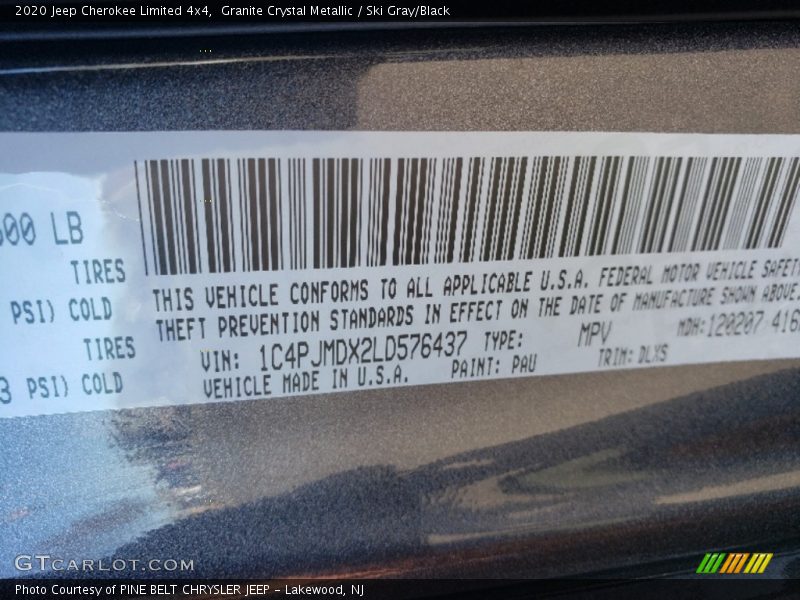 2020 Jeep Cherokee Limited 4x4, Granite Crystal Metallic / Ski Gray/Black
600 LB
TIRES
PSI) COLD
TIRES
3 PSI) COLD
THIS VEHICLE CONFORMS TO ALL APPLICABLE U.S.A. FEDERAL MOTOR VEHICLE SAFETY
THEFT PREVENTION STANDARDS IN EFFECT ON THE DATE OF MANUFACTURE SHOWN ABOVE.
VIN: 1C4PJMDX2LD576437 TYPE: MPV MDH: 120207 416
VEHICLE MADE IN U.S.A. PAINT: PAU TRIM: DLXS
GTCARLOT.COM
Photo Courtesy of PINE BELT CHRYSLER JEEP - Lakewood, NJ